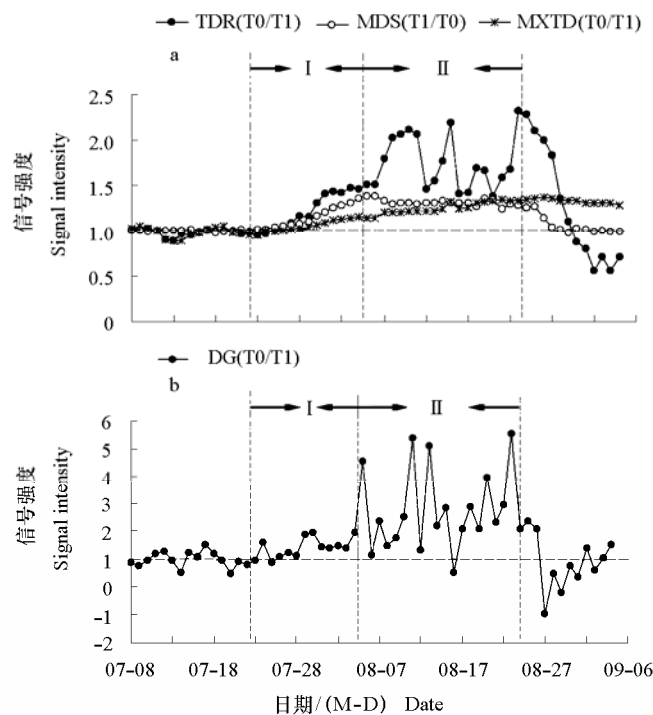 TDR(T0/T1) MDS(T1/T0) MXTD(T0/T1)
a
I II
2.5
2.0
1.5
1.0
0.5
0
信号强度
Signal intensity
DG(T0/T1)
b
I II
6
5
4
3
2
1
0
-1
-2
信号强度
Signal intensity
07-08 07-18 07-28 08-07 08-17 08-27 09-06
日期/(M-D) Date